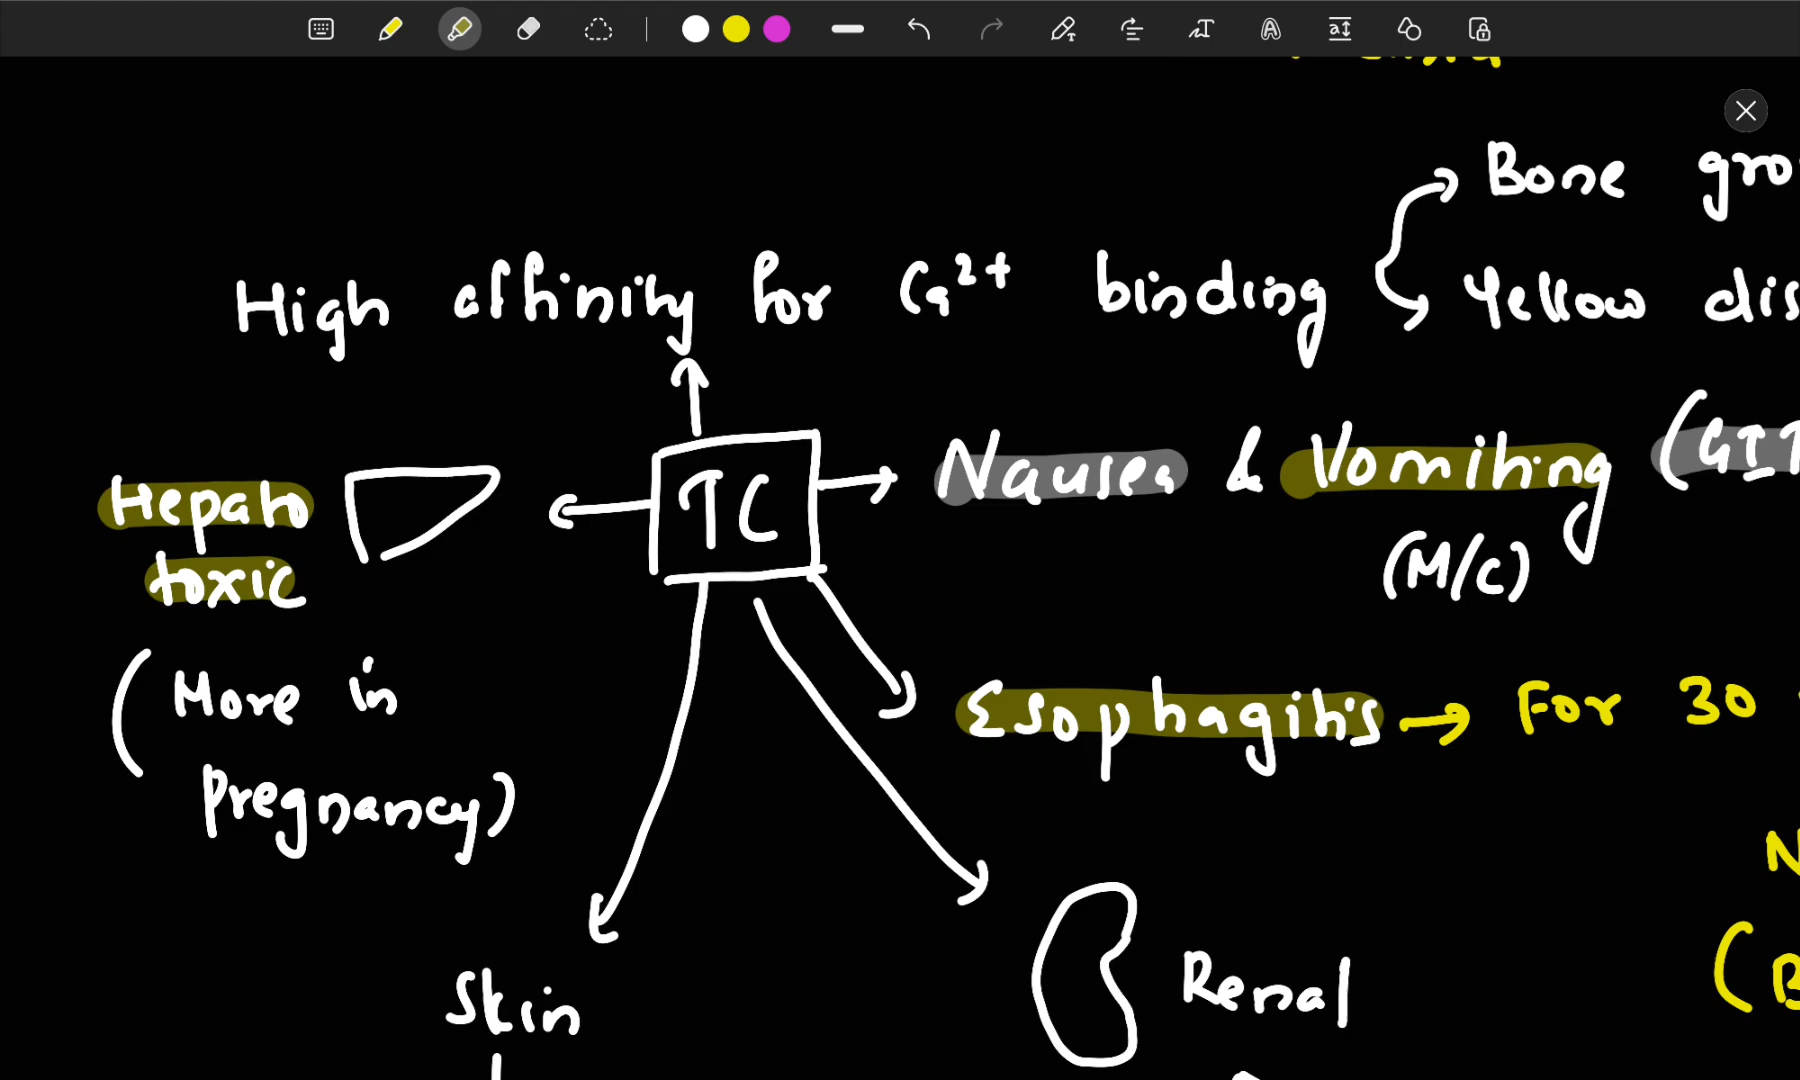 Bone
High affinity for Ca²⁺ binding
Yellow
Nausea & Vomiting (GIT
(M/C)
TC
Hepato
toxic
(More in
pregnancy)
Esophagitis → For 30
Skin
Renal